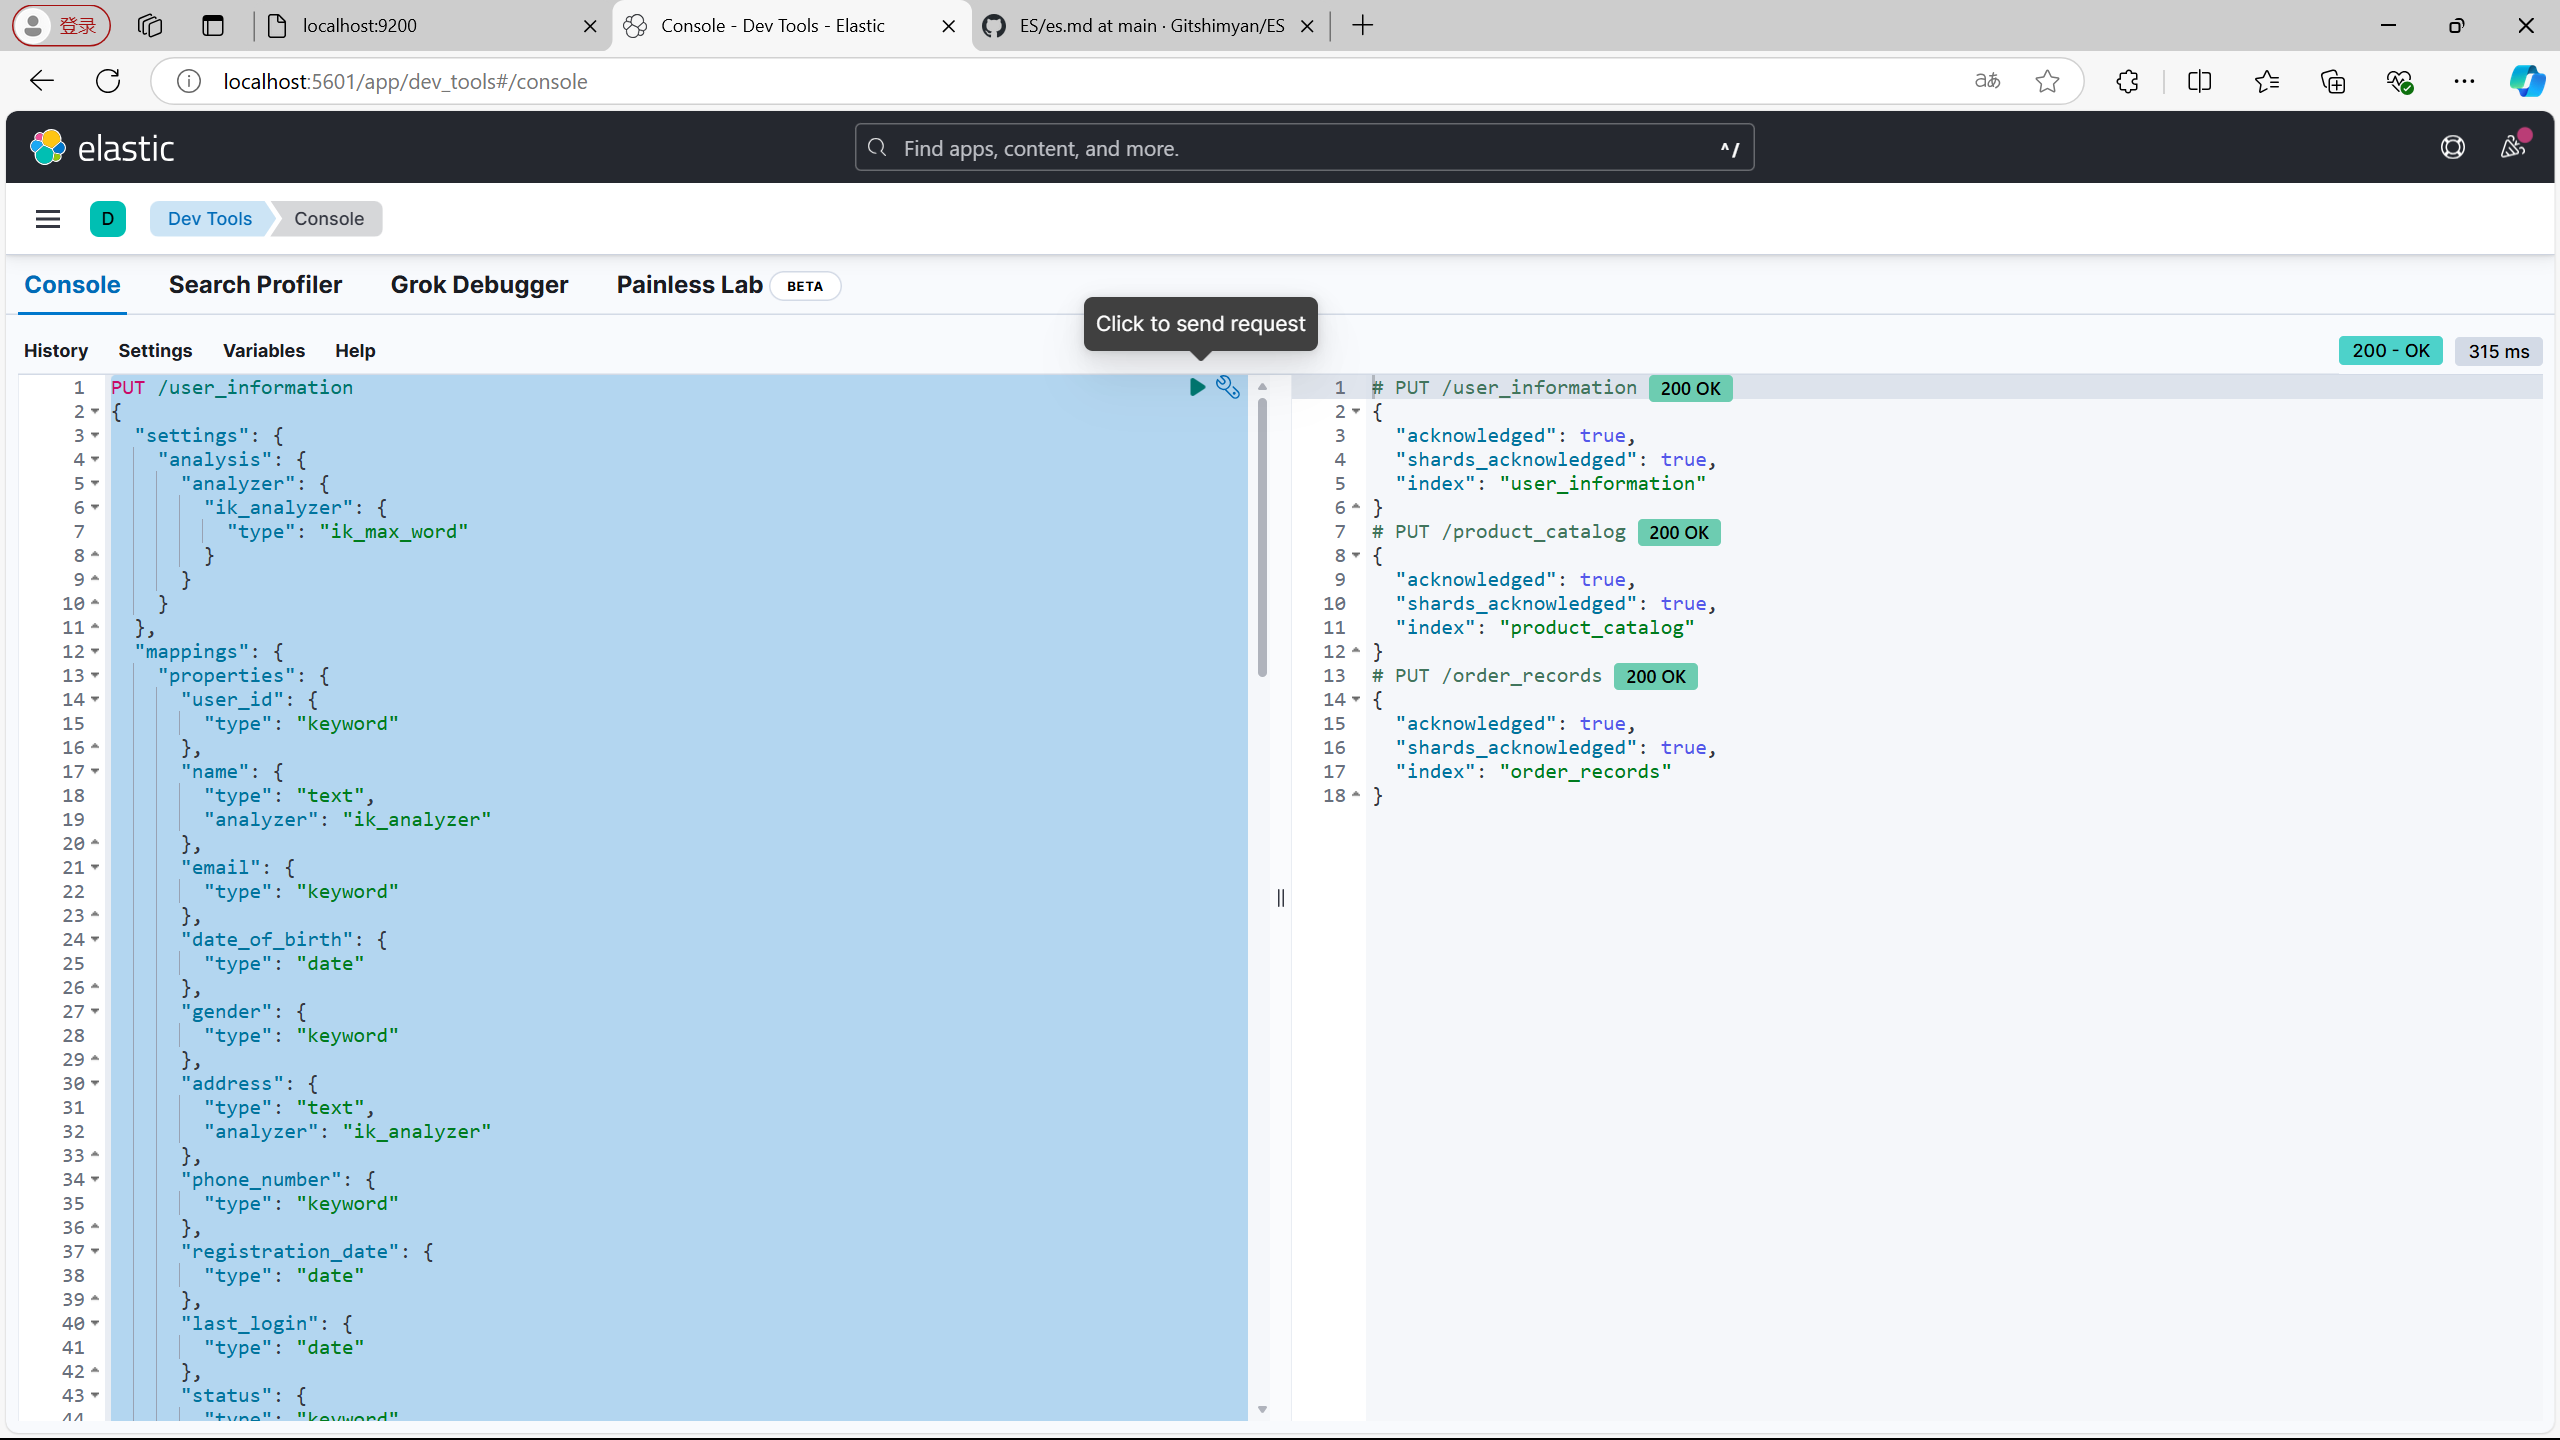 登录
localhost:9200
Console - Dev Tools - Elastic
ES/es.md at main · Gitshimyan/ES
localhost:5601/app/dev_tools#/console
aあ
elastic
Find apps, content, and more.
^/
D
Dev Tools
Console
Console
Search Profiler
Grok Debugger
Painless Lab
BETA
Click to send request
History
Settings
Variables
Help
200 - OK
315 ms
1 PUT /user_information
2 {
3 "settings": {
4 "analysis": {
5 "analyzer": {
6 "ik_analyzer": {
7 "type": "ik_max_word"
8 }
9 }
10 }
11 },
12 "mappings": {
13 "properties": {
14 "user_id": {
15 "type": "keyword"
16 },
17 "name": {
18 "type": "text",
19 "analyzer": "ik_analyzer"
20 },
21 "email": {
22 "type": "keyword"
23 },
24 "date_of_birth": {
25 "type": "date"
26 },
27 "gender": {
28 "type": "keyword"
29 },
30 "address": {
31 "type": "text",
32 "analyzer": "ik_analyzer"
33 },
34 "phone_number": {
35 "type": "keyword"
36 },
37 "registration_date": {
38 "type": "date"
39 },
40 "last_login": {
41 "type": "date"
42 },
43 "status": {
44 "type": "keyword"
1 # PUT /user_information 200 OK
2 {
3 "acknowledged": true,
4 "shards_acknowledged": true,
5 "index": "user_information"
6 }
7 # PUT /product_catalog 200 OK
8 {
9 "acknowledged": true,
10 "shards_acknowledged": true,
11 "index": "product_catalog"
12 }
13 # PUT /order_records 200 OK
14 {
15 "acknowledged": true,
16 "shards_acknowledged": true,
17 "index": "order_records"
18 }